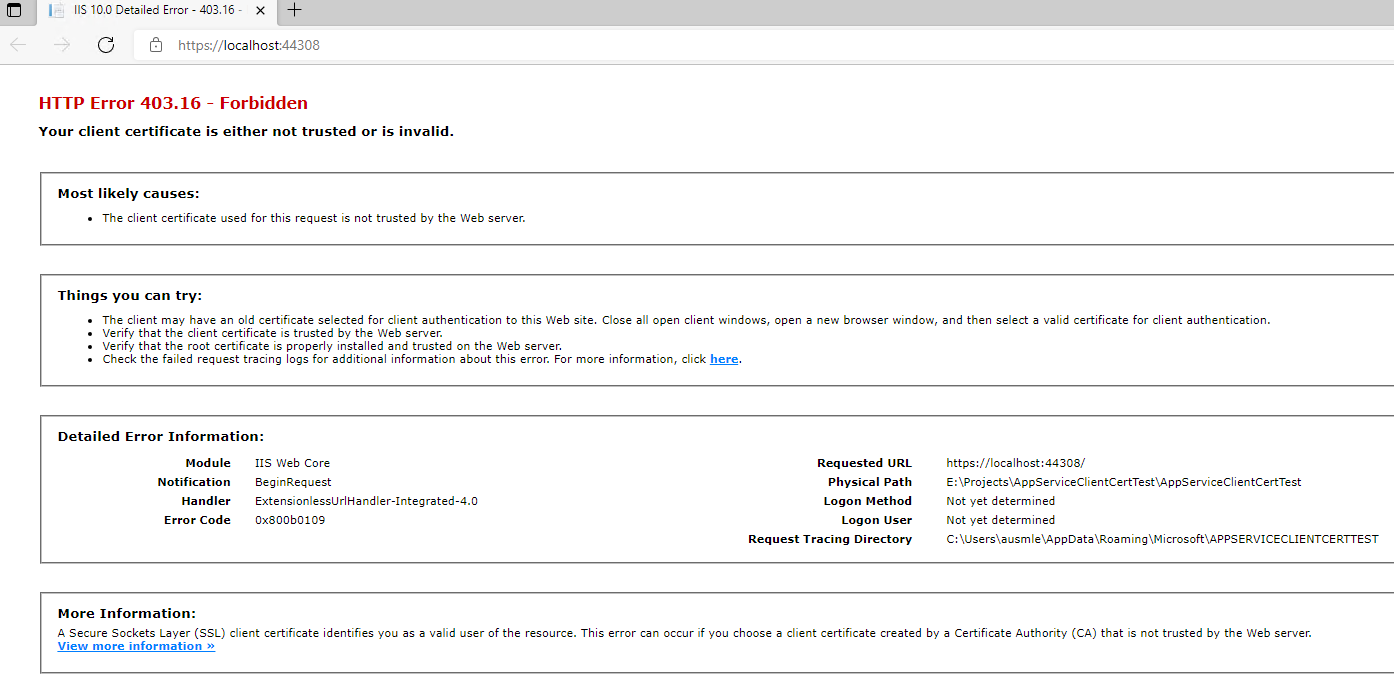 IIS 10.0 Detailed Error - 403.16 -
https://localhost:44308
HTTP Error 403.16 - Forbidden
Your client certificate is either not trusted or is invalid.
Most likely causes:
The client certificate used for this request is not trusted by the Web server.
Things you can try:
The client may have an old certificate selected for client authentication to this Web site. Close all open client windows, open a new browser window, and then select a valid certificate for client authentication.
Verify that the client certificate is trusted by the Web server.
Verify that the root certificate is properly installed and trusted on the Web server.
Check the failed request tracing logs for additional information about this error. For more information, click here.
Detailed Error Information:
Module IIS Web Core
Notification BeginRequest
Handler ExtensionlessUrlHandler-Integrated-4.0
Error Code 0x800b0109
Requested URL https://localhost:44308/
Physical Path E:\Projects\AppServiceClientCertTest\AppServiceClientCertTest
Logon Method Not yet determined
Logon User Not yet determined
Request Tracing Directory C:\Users\ausmle\AppData\Roaming\Microsoft\APPSERVICECLIENTCERTTEST
More Information:
A Secure Sockets Layer (SSL) client certificate identifies you as a valid user of the resource. This error can occur if you choose a client certificate created by a Certificate Authority (CA) that is not trusted by the Web server.
View more information »